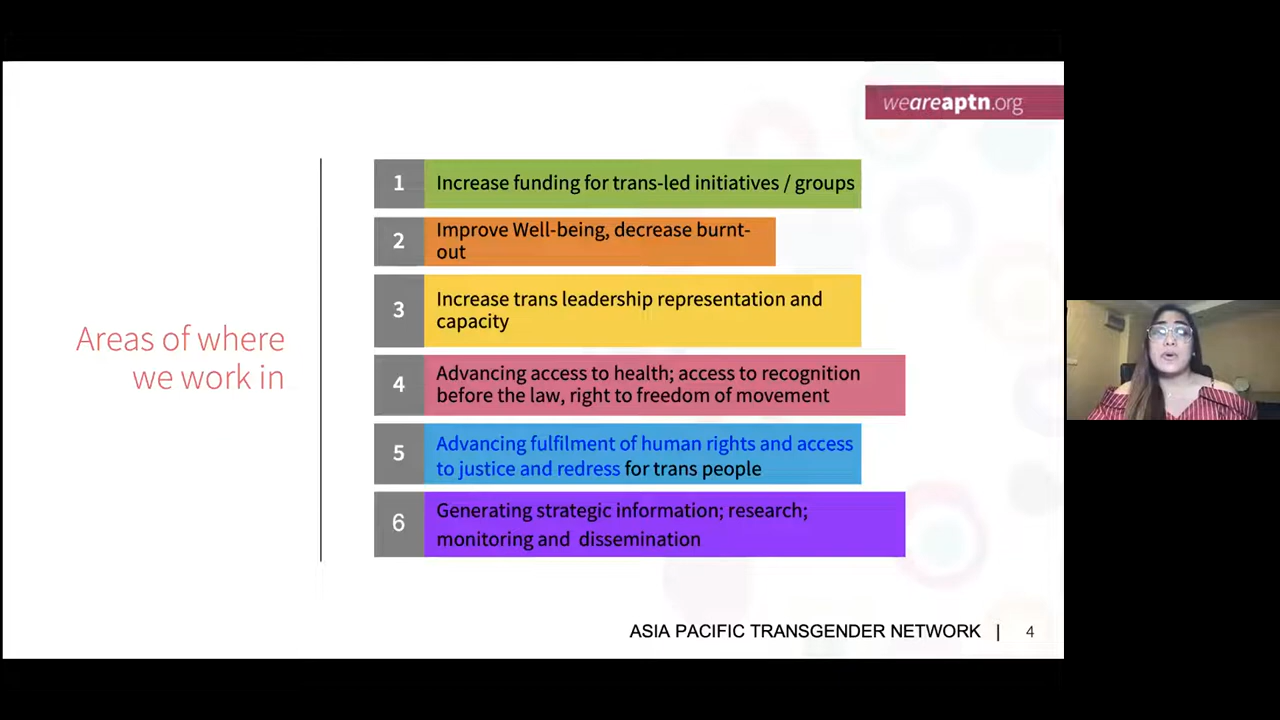 weareaptn.org
Areas of where
we work in
1
Increase funding for trans-led initiatives / groups
2
Improve Well-being, decrease burnt-
out
3
Increase trans leadership representation and
capacity
4
Advancing access to health; access to recognition
before the law, right to freedom of movement
5
Advancing fulfilment of human rights and access
to justice and redress for trans people
6
Generating strategic information; research;
monitoring and dissemination
ASIA PACIFIC TRANSGENDER NETWORK | 4